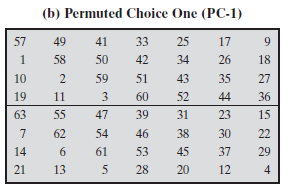 (b) Permuted Choice One (PC-1)
57 49 41 33 25 17 9
1 58 50 42 34 26 18
10 2 59 51 43 35 27
19 11 3 60 52 44 36
63 55 47 39 31 23 15
7 62 54 46 38 30 22
14 6 61 53 45 37 29
21 13 5 28 20 12 4